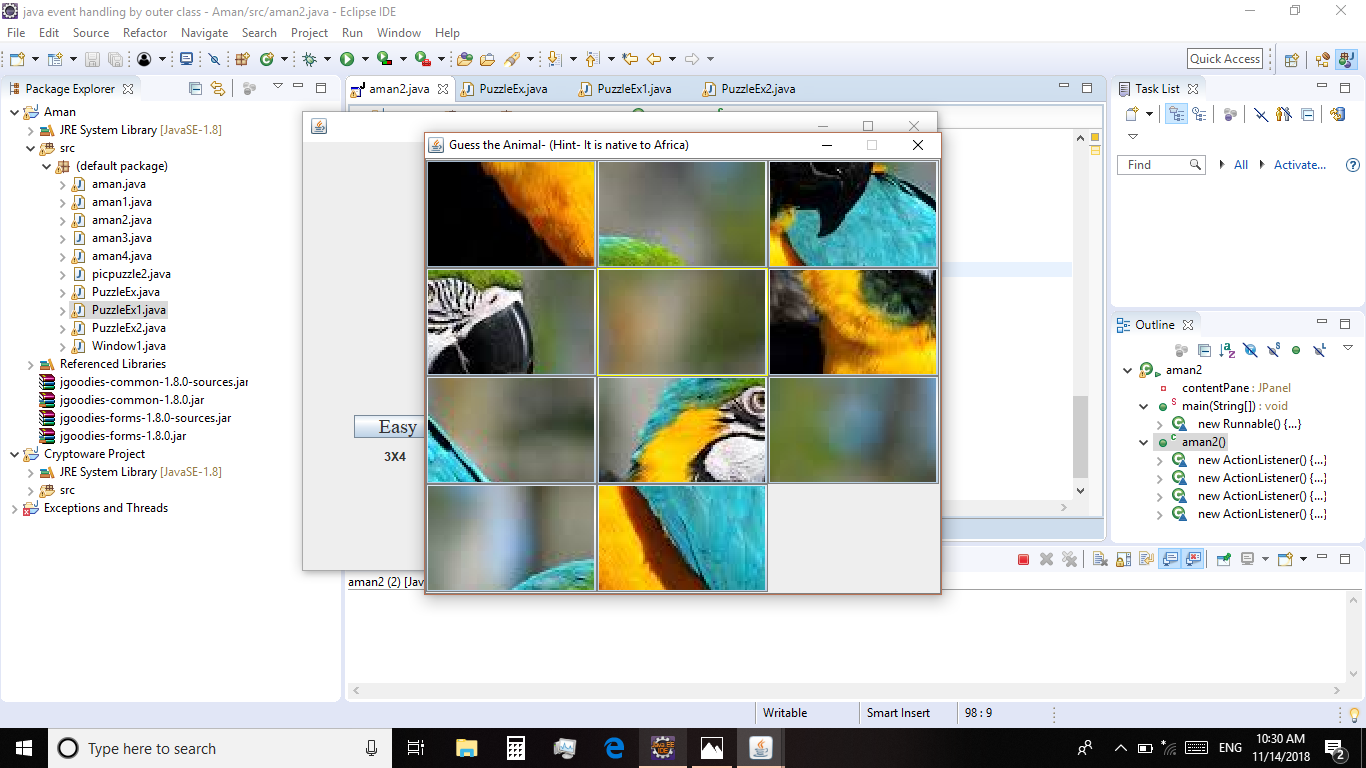 java event handling by outer class - Aman/src/aman2.java - Eclipse IDE
File Edit Source Refactor Navigate Search Project Run Window Help
Quick Access
Package Explorer
Aman
JRE System Library [JavaSE-1.8]
src
(default package)
aman.java
aman1.java
aman2.java
aman3.java
aman4.java
picpuzzle2.java
PuzzleEx.java
PuzzleEx1.java
PuzzleEx2.java
Window1.java
Referenced Libraries
jgoodies-common-1.8.0-sources.jar
jgoodies-common-1.8.0.jar
jgoodies-forms-1.8.0-sources.jar
jgoodies-forms-1.8.0.jar
Cryptoware Project
JRE System Library [JavaSE-1.8]
src
Exceptions and Threads
aman2.java PuzzleEx.java PuzzleEx1.java PuzzleEx2.java
Guess the Animal- (Hint- It is native to Africa)
Easy
3X4
aman2 (2) [Jav
Task List
Find All Activate...
Outline
aman2
contentPane : JPanel
main(String[]) : void
new Runnable() {...}
aman2()
new ActionListener() {...}
new ActionListener() {...}
new ActionListener() {...}
new ActionListener() {...}
Writable Smart Insert 98 : 9
Type here to search
ENG
10:30 AM
11/14/2018
2